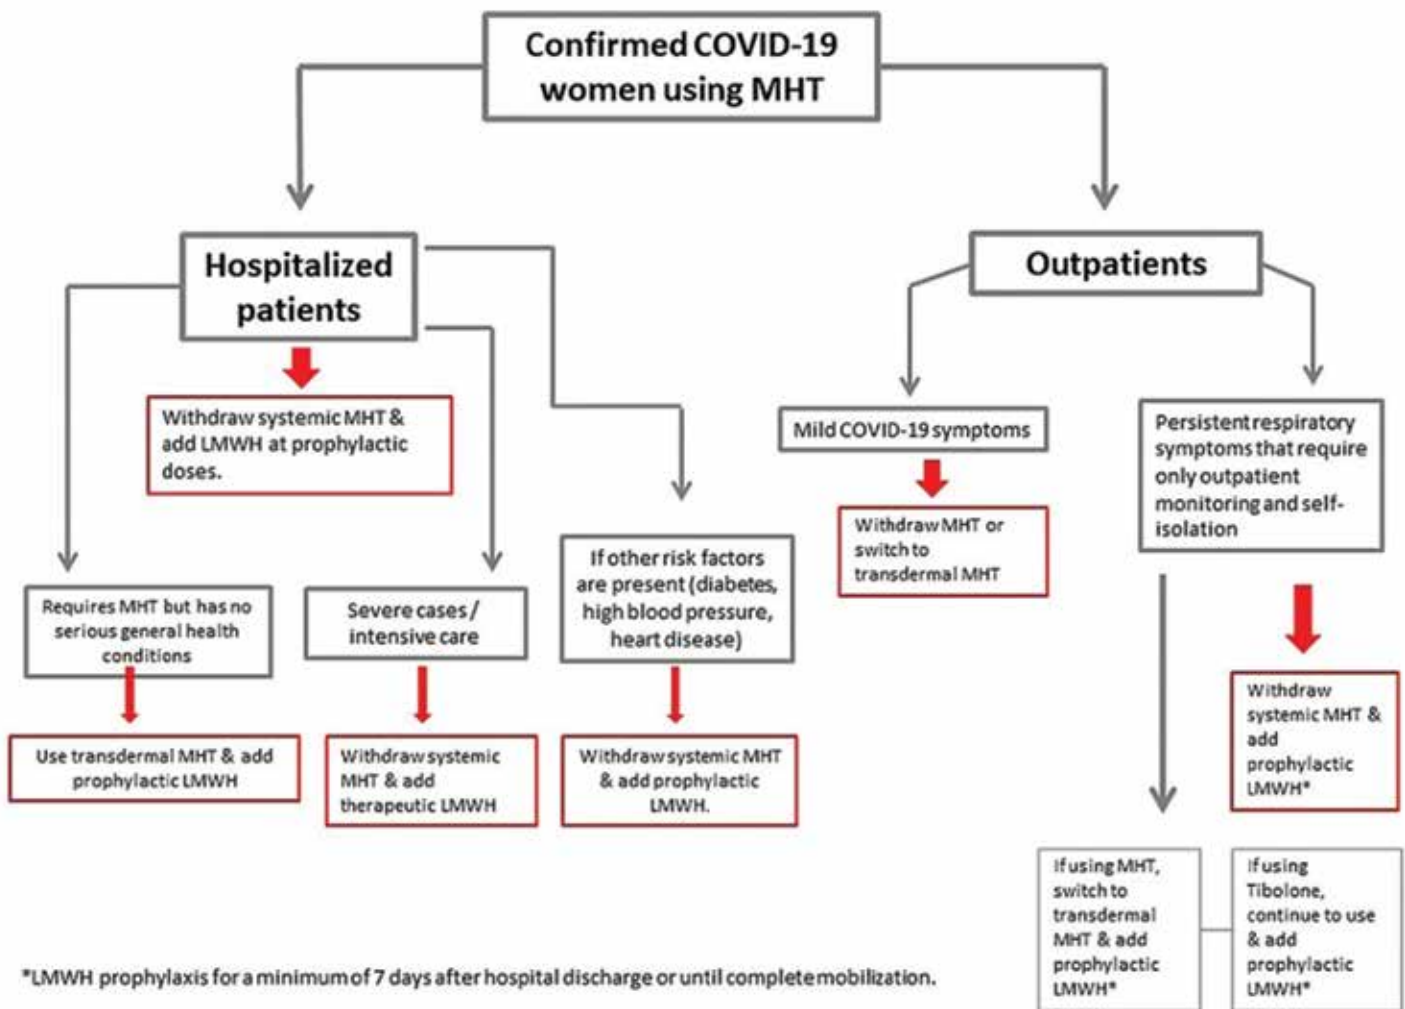 Confirmed COVID-19
women using MHT
Hospitalized
patients
Outpatients
Withdraw systemic MHT &
add LMWH at prophylactic
doses.
Mild COVID-19 symptoms
Persistent respiratory
symptoms that require
only outpatient
monitoring and self-
isolation
Withdraw MHT or
switch to
transdermal MHT
Requires MHT but has no
serious general health
conditions
Severe cases /
intensive care
If other risk factors
are present (diabetes,
high blood pressure,
heart disease)
Use transdermal MHT & add
prophylactic LMWH
Withdraw systemic
MHT & add
therapeutic LMWH
Withdraw systemic MHT
& add prophylactic
LMWH.
Withdraw
systemic MHT &
add
prophylactic
LMWH*
If using MHT,
switch to
transdermal
MHT & add
prophylactic
LMWH*
If using
Tibolone,
continue to use
& add
prophylactic
LMWH*
*LMWH prophylaxis for a minimum of 7 days after hospital discharge or until complete mobilization.